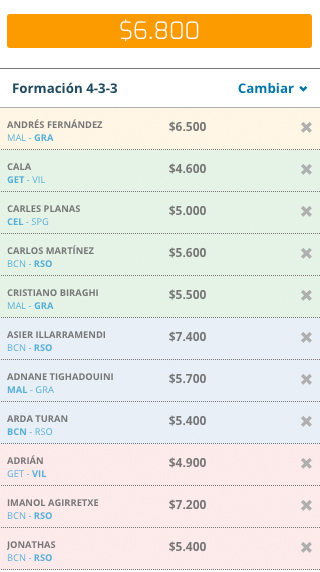 $6.800
Formación 4-3-3 Cambiar
ANDRÉS FERNÁNDEZ $6.500
MAL - GRA
CALA $4.600
GET - VIL
CARLES PLANAS $5.000
CEL - SPG
CARLOS MARTÍNEZ $5.600
BCN - RSO
CRISTIANO BIRAGHI $5.500
MAL - GRA
ASIER ILLARRAMENDI $7.400
BCN - RSO
ADNANE TIGHADOUINI $5.700
MAL - GRA
ARDA TURAN $5.400
BCN - RSO
ADRIÁN $4.900
GET - VIL
IMANOL AGIRRETXE $7.200
BCN - RSO
JONATHAS $5.400
BCN - RSO